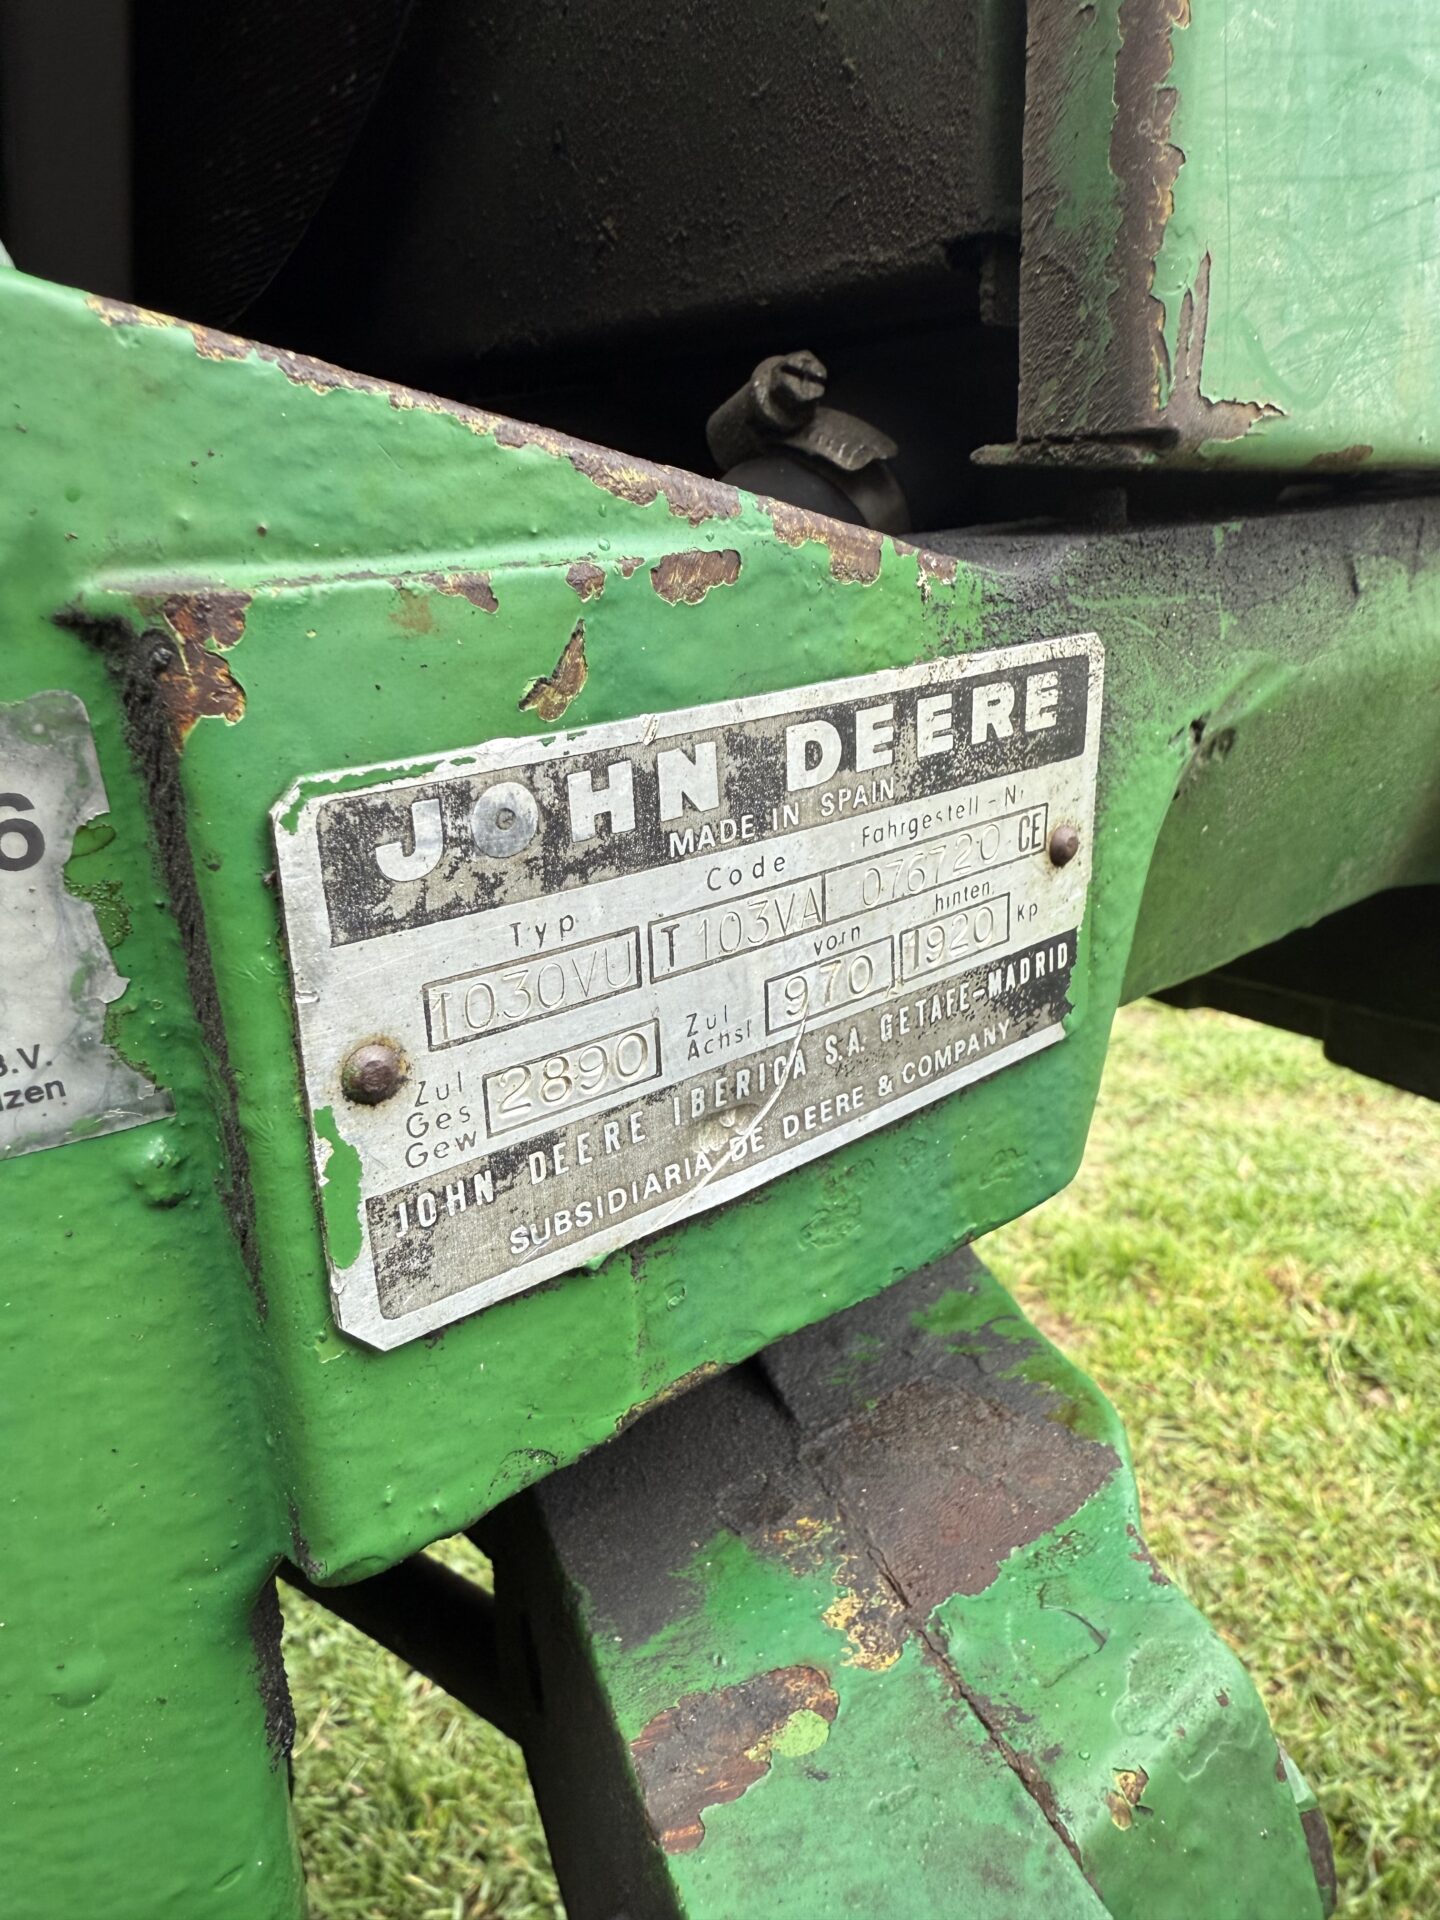 JOHN DEERE
MADE IN SPAIN
Typ Code Fahrgestell-Nr
1030VU T 103VA 076720 CE
vorn hinten
Zul Ges Gew 2890 Zul Achsl 970 1920 Kp
JOHN DEERE IBERICA S.A. GETAFE-MADRID
SUBSIDIARIA DE DEERE & COMPANY
6
B.V.